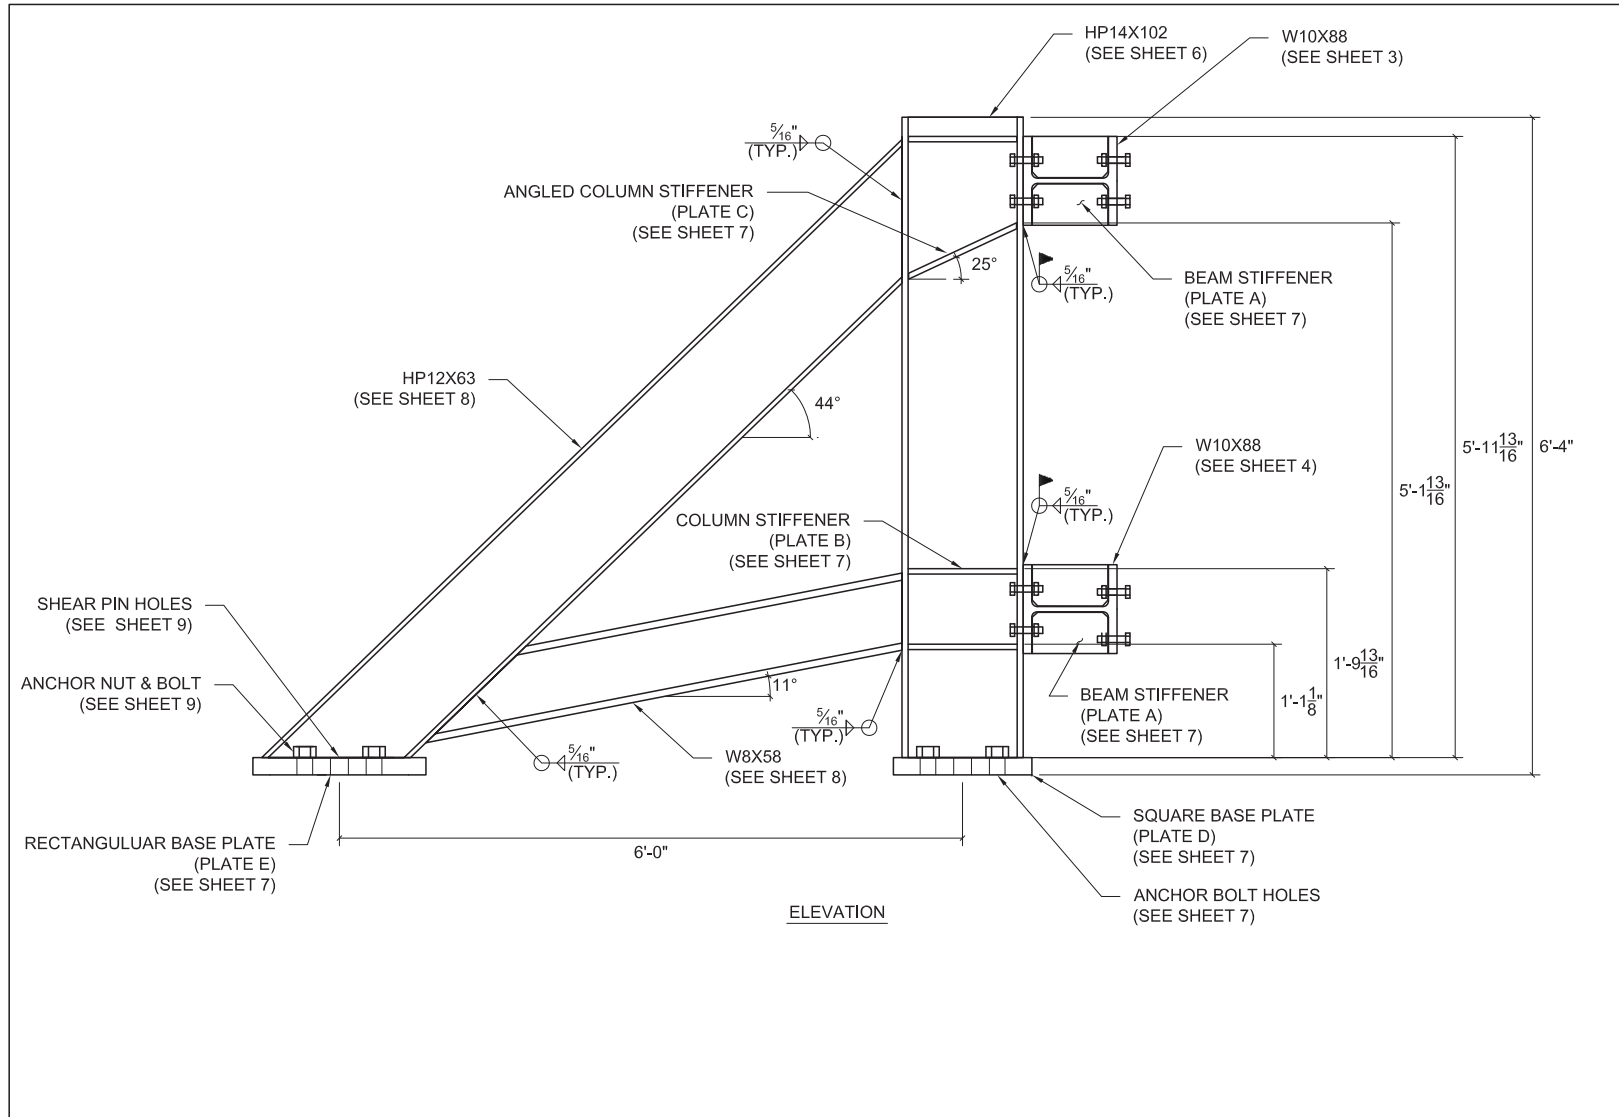 HP14X102
(SEE SHEET 6)
W10X88
(SEE SHEET 3)
5/16"
(TYP.)
ANGLED COLUMN STIFFENER
(PLATE C)
(SEE SHEET 7)
25°
5/16"
(TYP.)
BEAM STIFFENER
(PLATE A)
(SEE SHEET 7)
HP12X63
(SEE SHEET 8)
44°
W10X88
(SEE SHEET 4)
5'-11 13/16"
6'-4"
5'-1 13/16"
5/16"
(TYP.)
COLUMN STIFFENER
(PLATE B)
(SEE SHEET 7)
SHEAR PIN HOLES
(SEE SHEET 9)
ANCHOR NUT & BOLT
(SEE SHEET 9)
11°
1'-9 13/16"
1'-1 1/8"
BEAM STIFFENER
(PLATE A)
(SEE SHEET 7)
5/16"
(TYP.)
5/16"
(TYP.)
W8X58
(SEE SHEET 8)
RECTANGULUAR BASE PLATE
(PLATE E)
(SEE SHEET 7)
6'-0"
SQUARE BASE PLATE
(PLATE D)
(SEE SHEET 7)
ANCHOR BOLT HOLES
(SEE SHEET 7)
ELEVATION